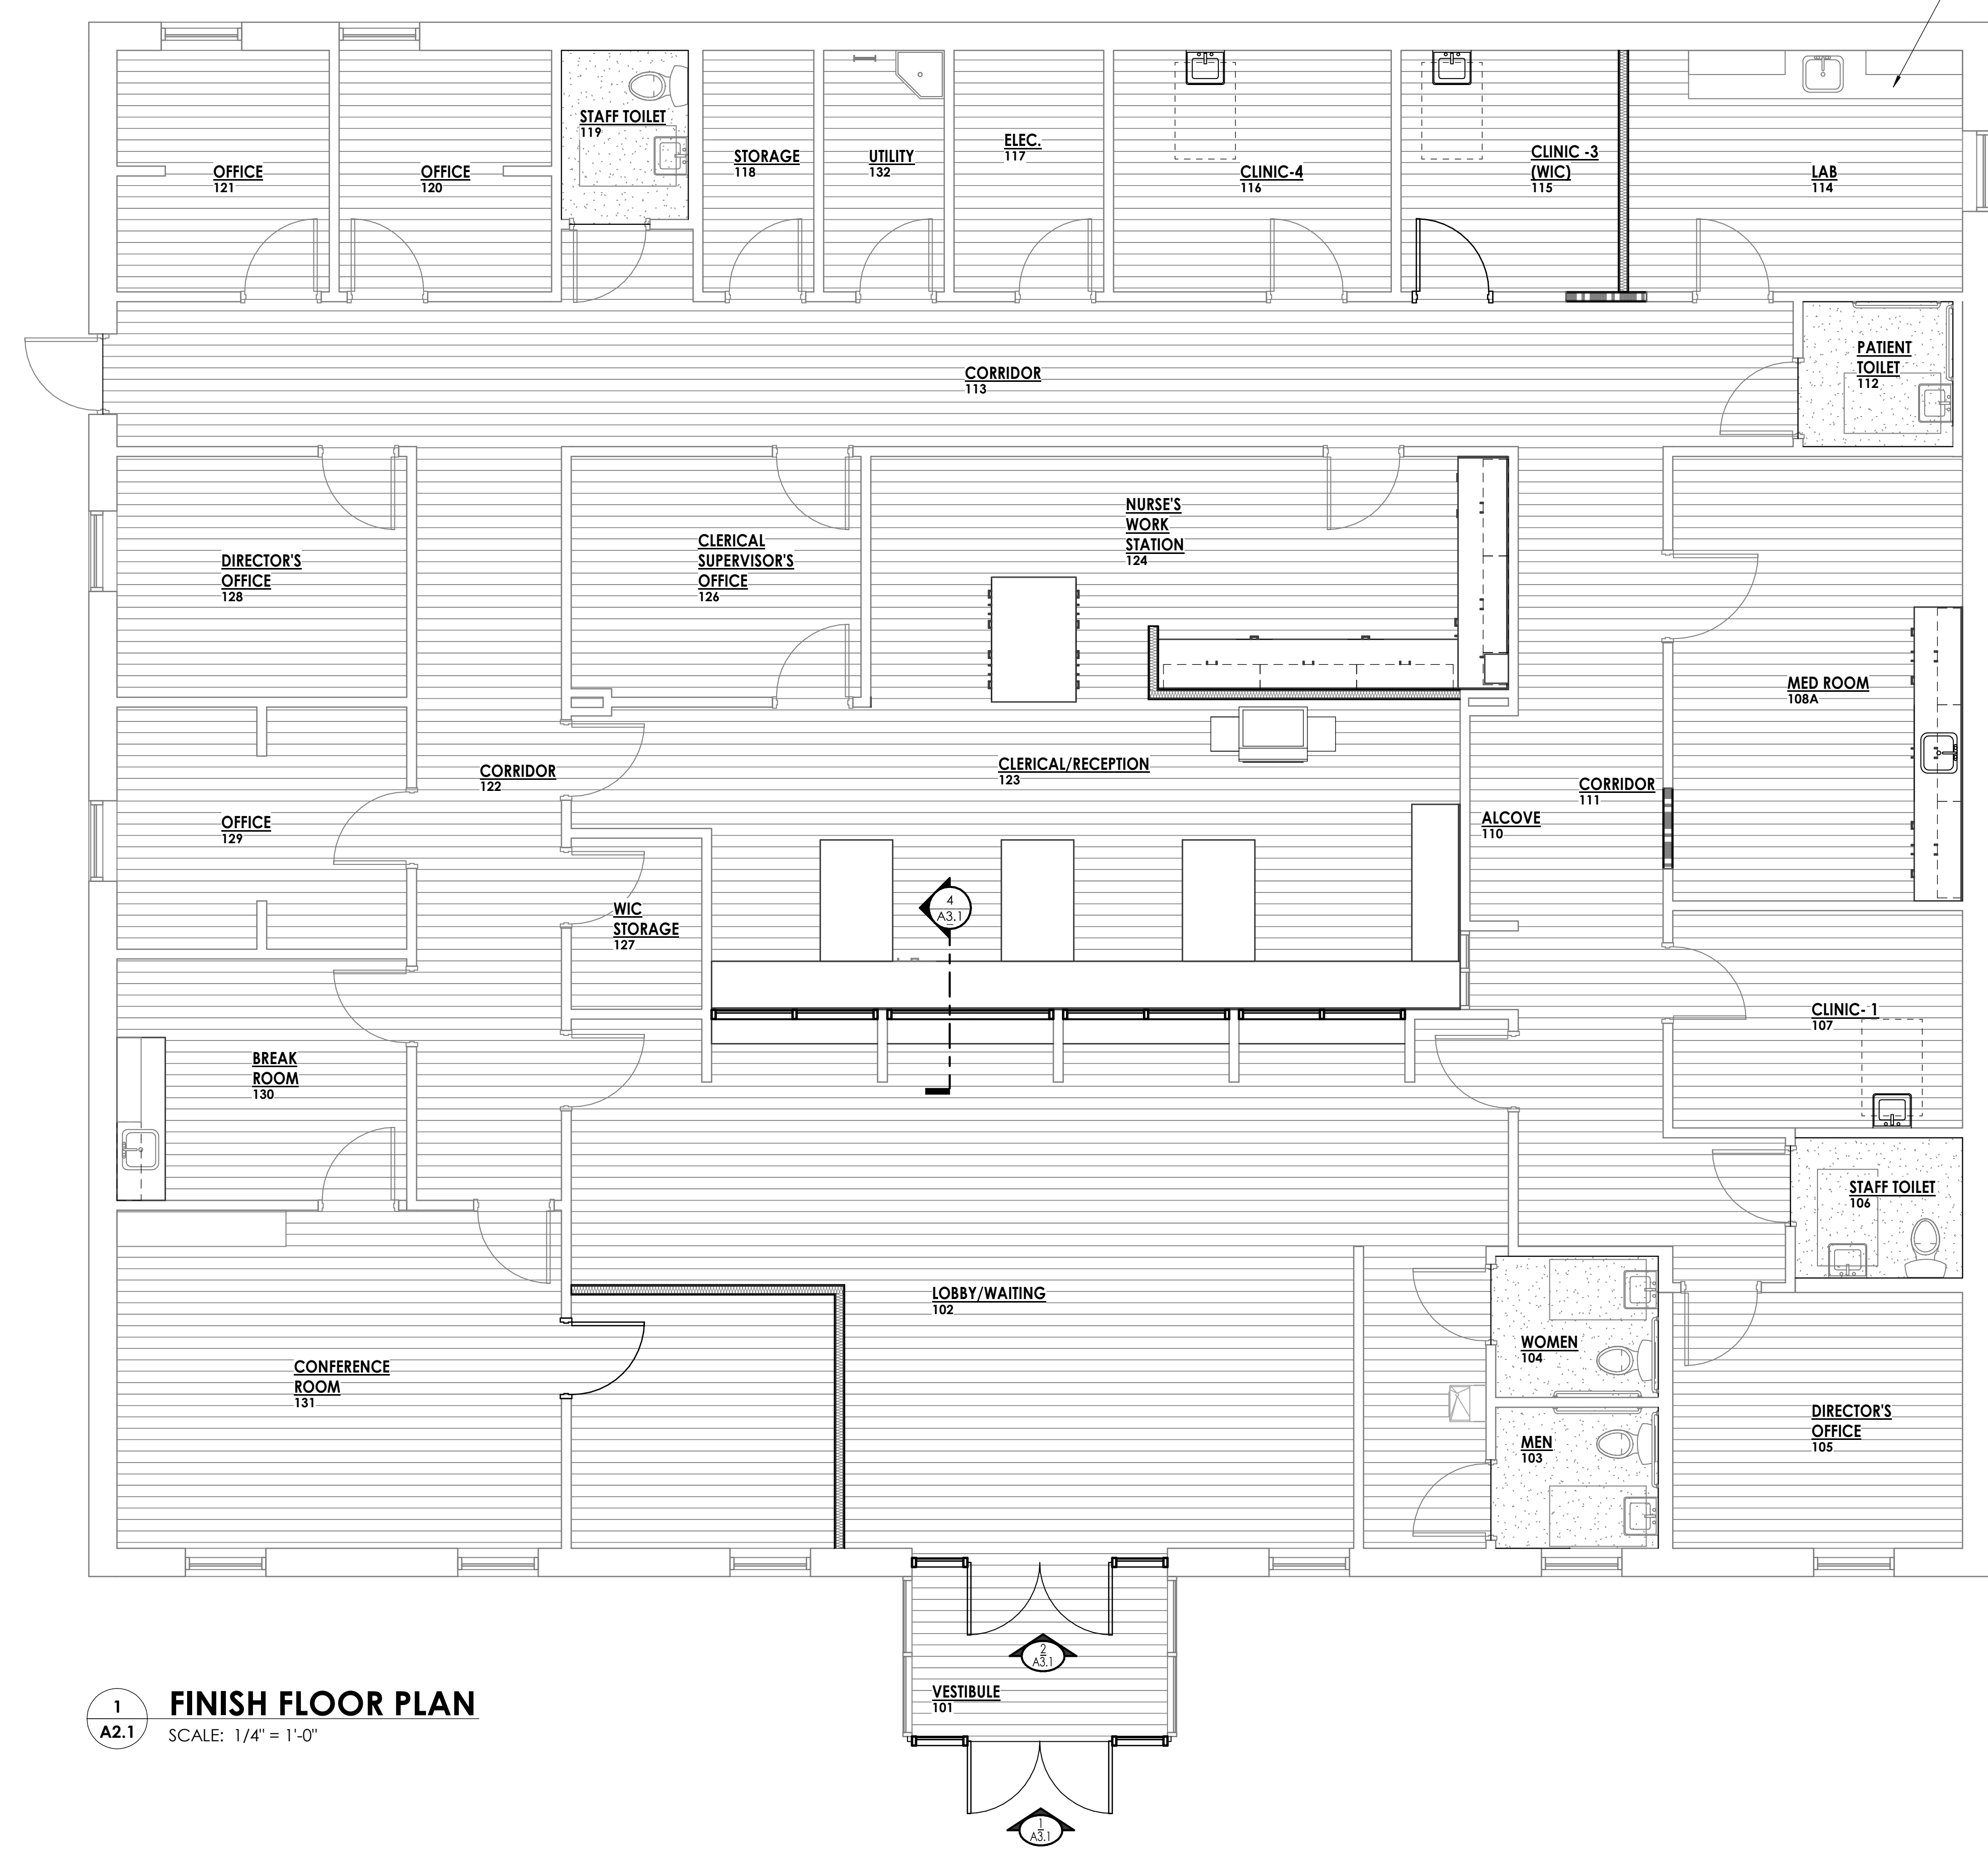 STAFF TOILET
119
OFFICE
121
OFFICE
120
STORAGE
118
UTILITY
132
ELEC.
117
CLINIC-4
116
CLINIC -3
(WIC)
115
LAB
114
CORRIDOR
113
PATIENT
TOILET
112
DIRECTOR'S
OFFICE
128
CLERICAL
SUPERVISOR'S
OFFICE
126
NURSE'S
WORK
STATION
124
MED ROOM
108A
CORRIDOR
122
CLERICAL/RECEPTION
123
CORRIDOR
111
ALCOVE
110
OFFICE
129
WIC
STORAGE
127
4
A3.1
CLINIC- 1
107
BREAK
ROOM
130
STAFF TOILET
106
LOBBY/WAITING
102
WOMEN
104
CONFERENCE
ROOM
131
MEN
103
DIRECTOR'S
OFFICE
105
2
A3.1
VESTIBULE
101
1
A3.1
1
A2.1
FINISH FLOOR PLAN
SCALE: 1/4" = 1'-0"